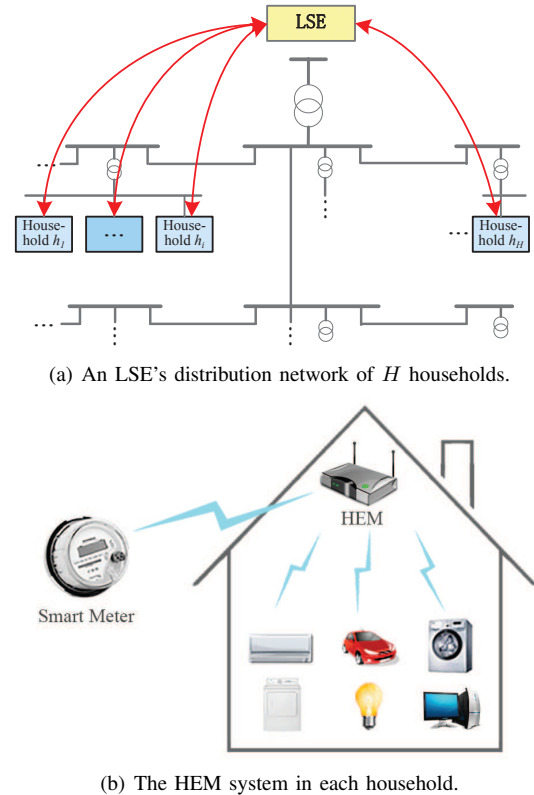 LSE
House-
hold h1
...
House-
hold hi
House-
hold hH
(a) An LSE's distribution network of H households.
HEM
Smart Meter
(b) The HEM system in each household.